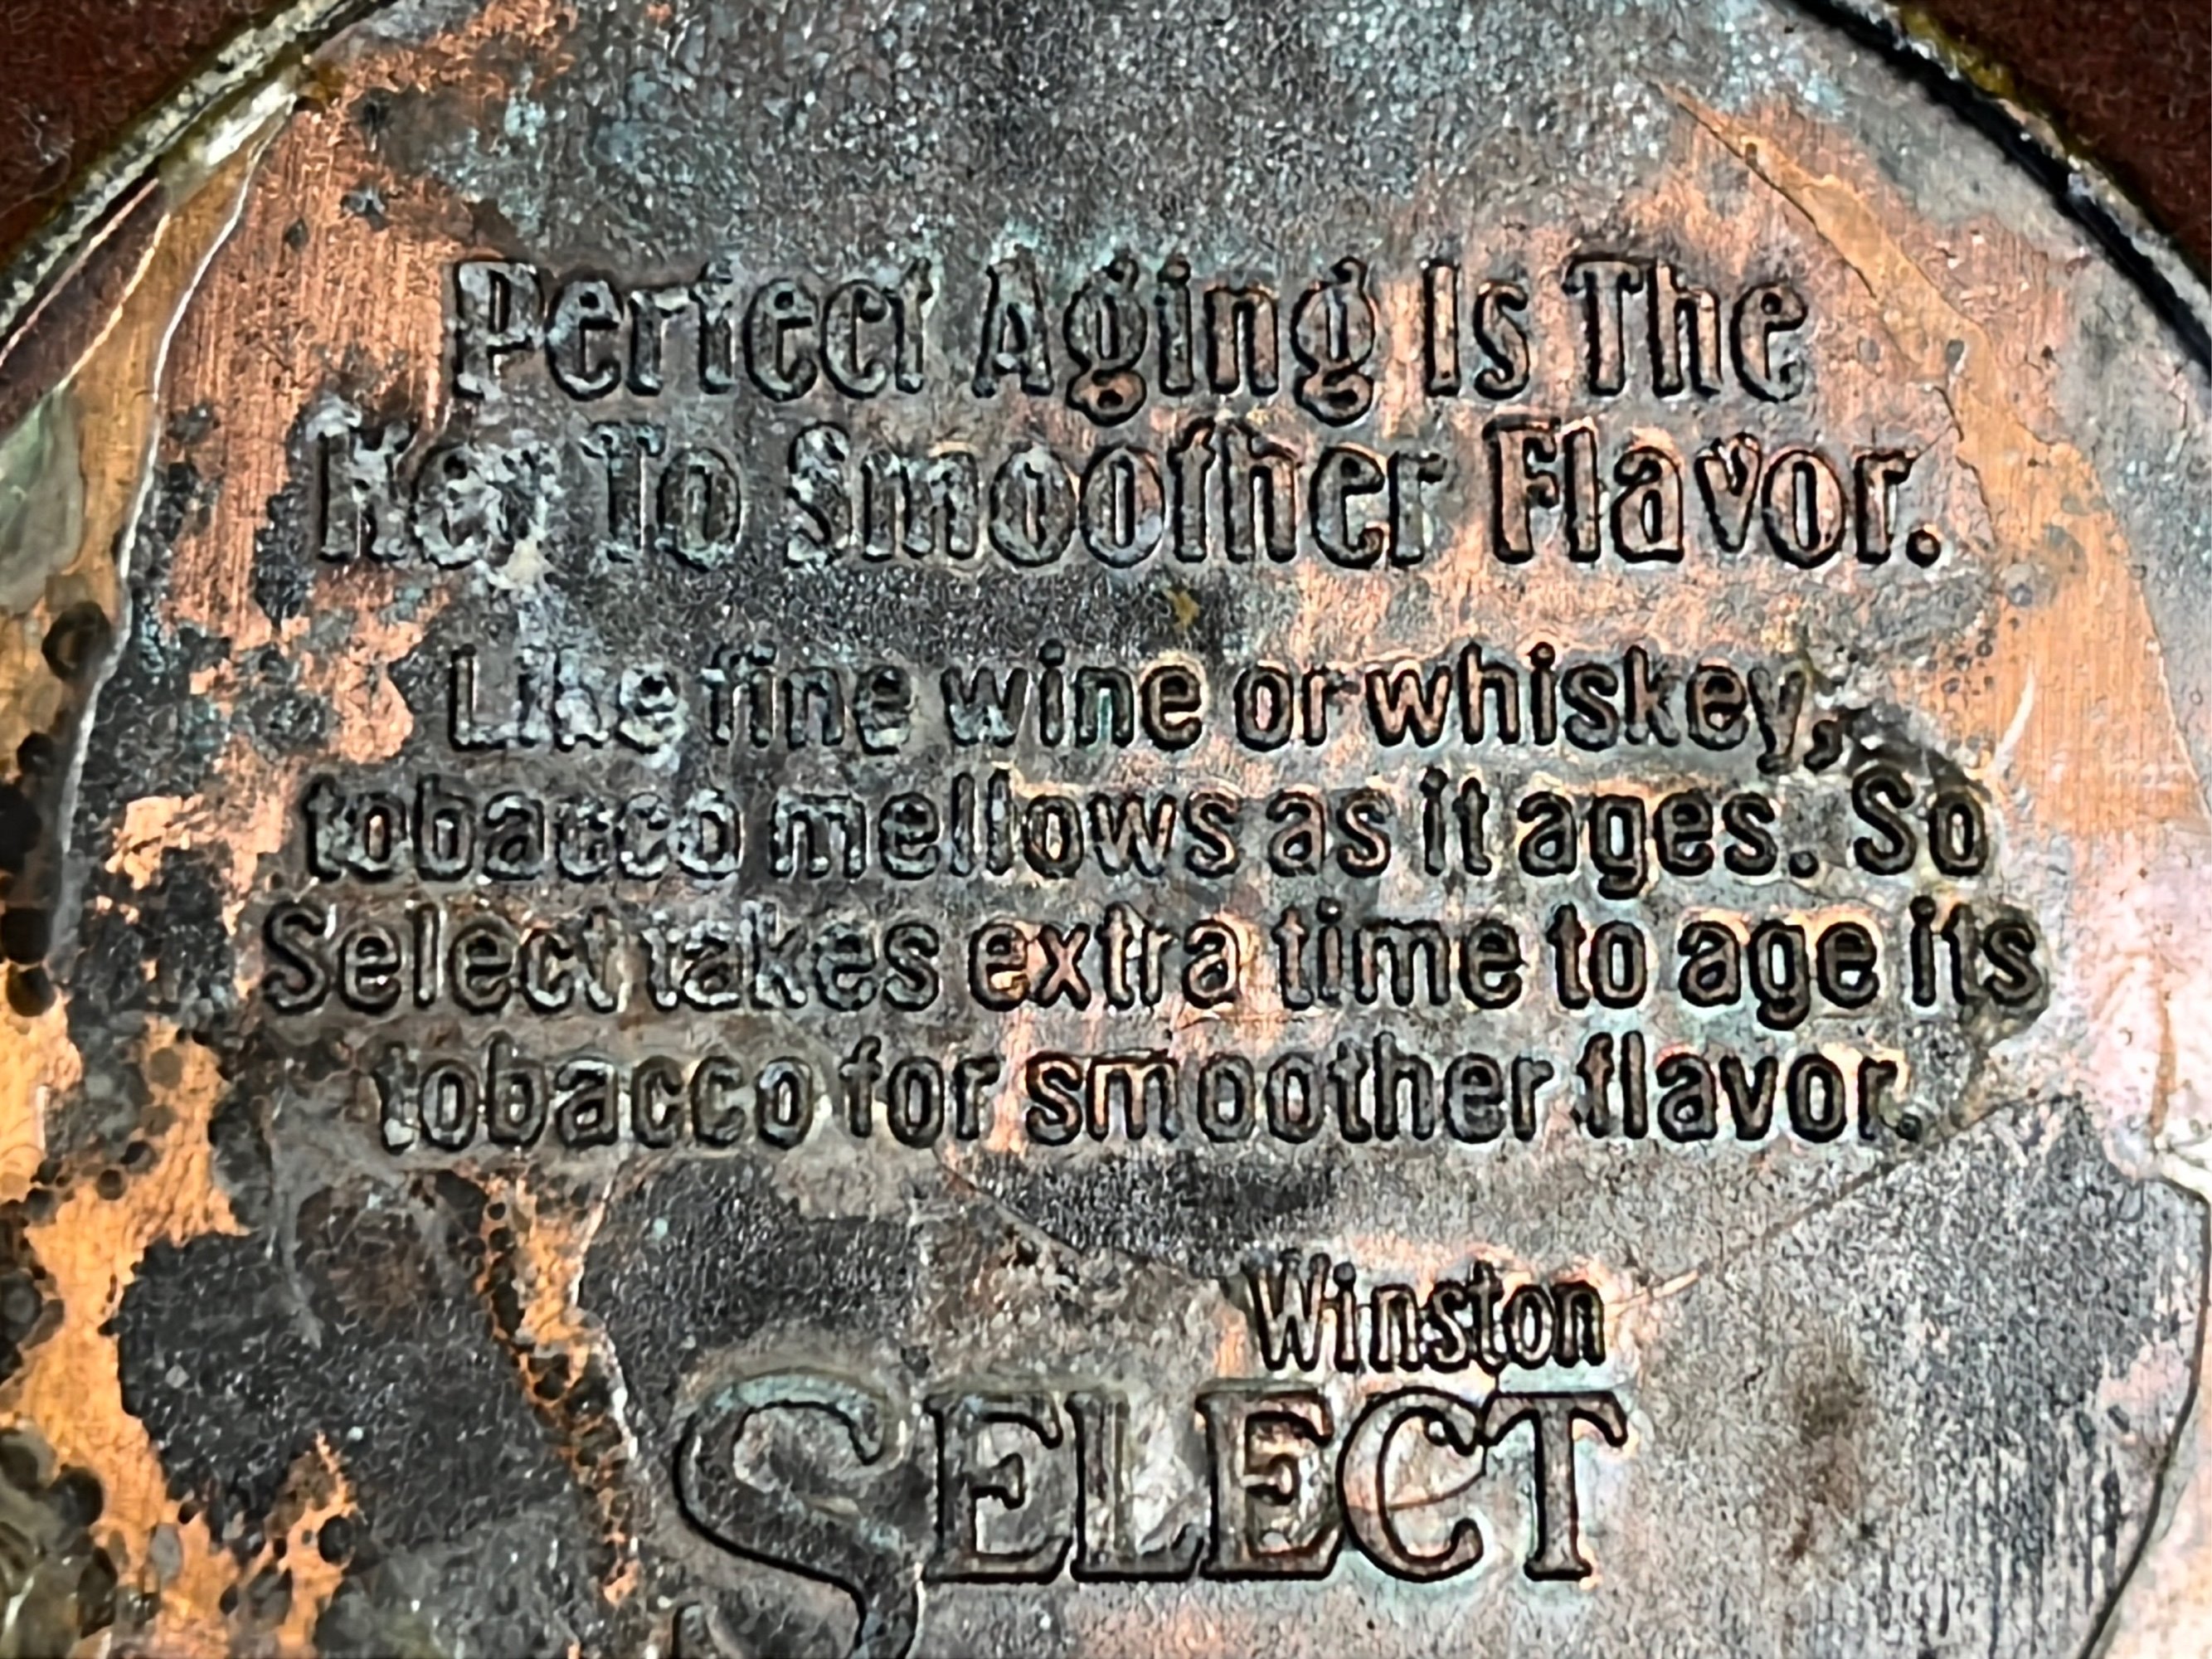 Perfect Aging Is The
Key To Smoother Flavor.
Like fine wine or whiskey,
tobacco mellows as it ages. So
Select takes extra time to age its
tobacco for smoother flavor.
Winston
SELECT